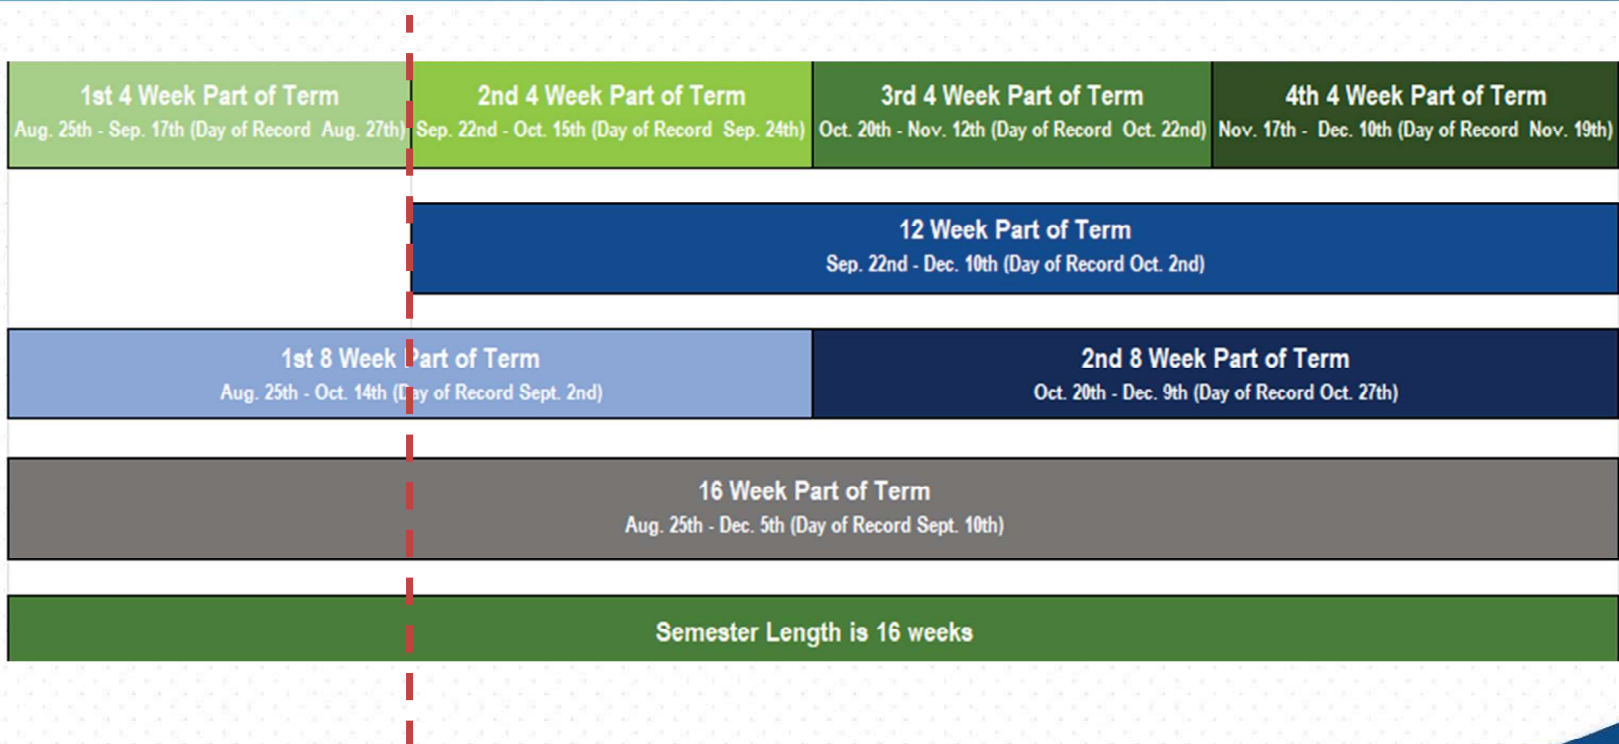 1st 4 Week Part of Term
Aug. 25th - Sep. 17th (Day of Record Aug. 27th)
2nd 4 Week Part of Term
Sep. 22nd - Oct. 15th (Day of Record Sep. 24th)
3rd 4 Week Part of Term
Oct. 20th - Nov. 12th (Day of Record Oct. 22nd)
4th 4 Week Part of Term
Nov. 17th - Dec. 10th (Day of Record Nov. 19th)
12 Week Part of Term
Sep. 22nd - Dec. 10th (Day of Record Oct. 2nd)
1st 8 Week Part of Term
Aug. 25th - Oct. 14th (Day of Record Sept. 2nd)
2nd 8 Week Part of Term
Oct. 20th - Dec. 9th (Day of Record Oct. 27th)
16 Week Part of Term
Aug. 25th - Dec. 5th (Day of Record Sept. 10th)
Semester Length is 16 weeks